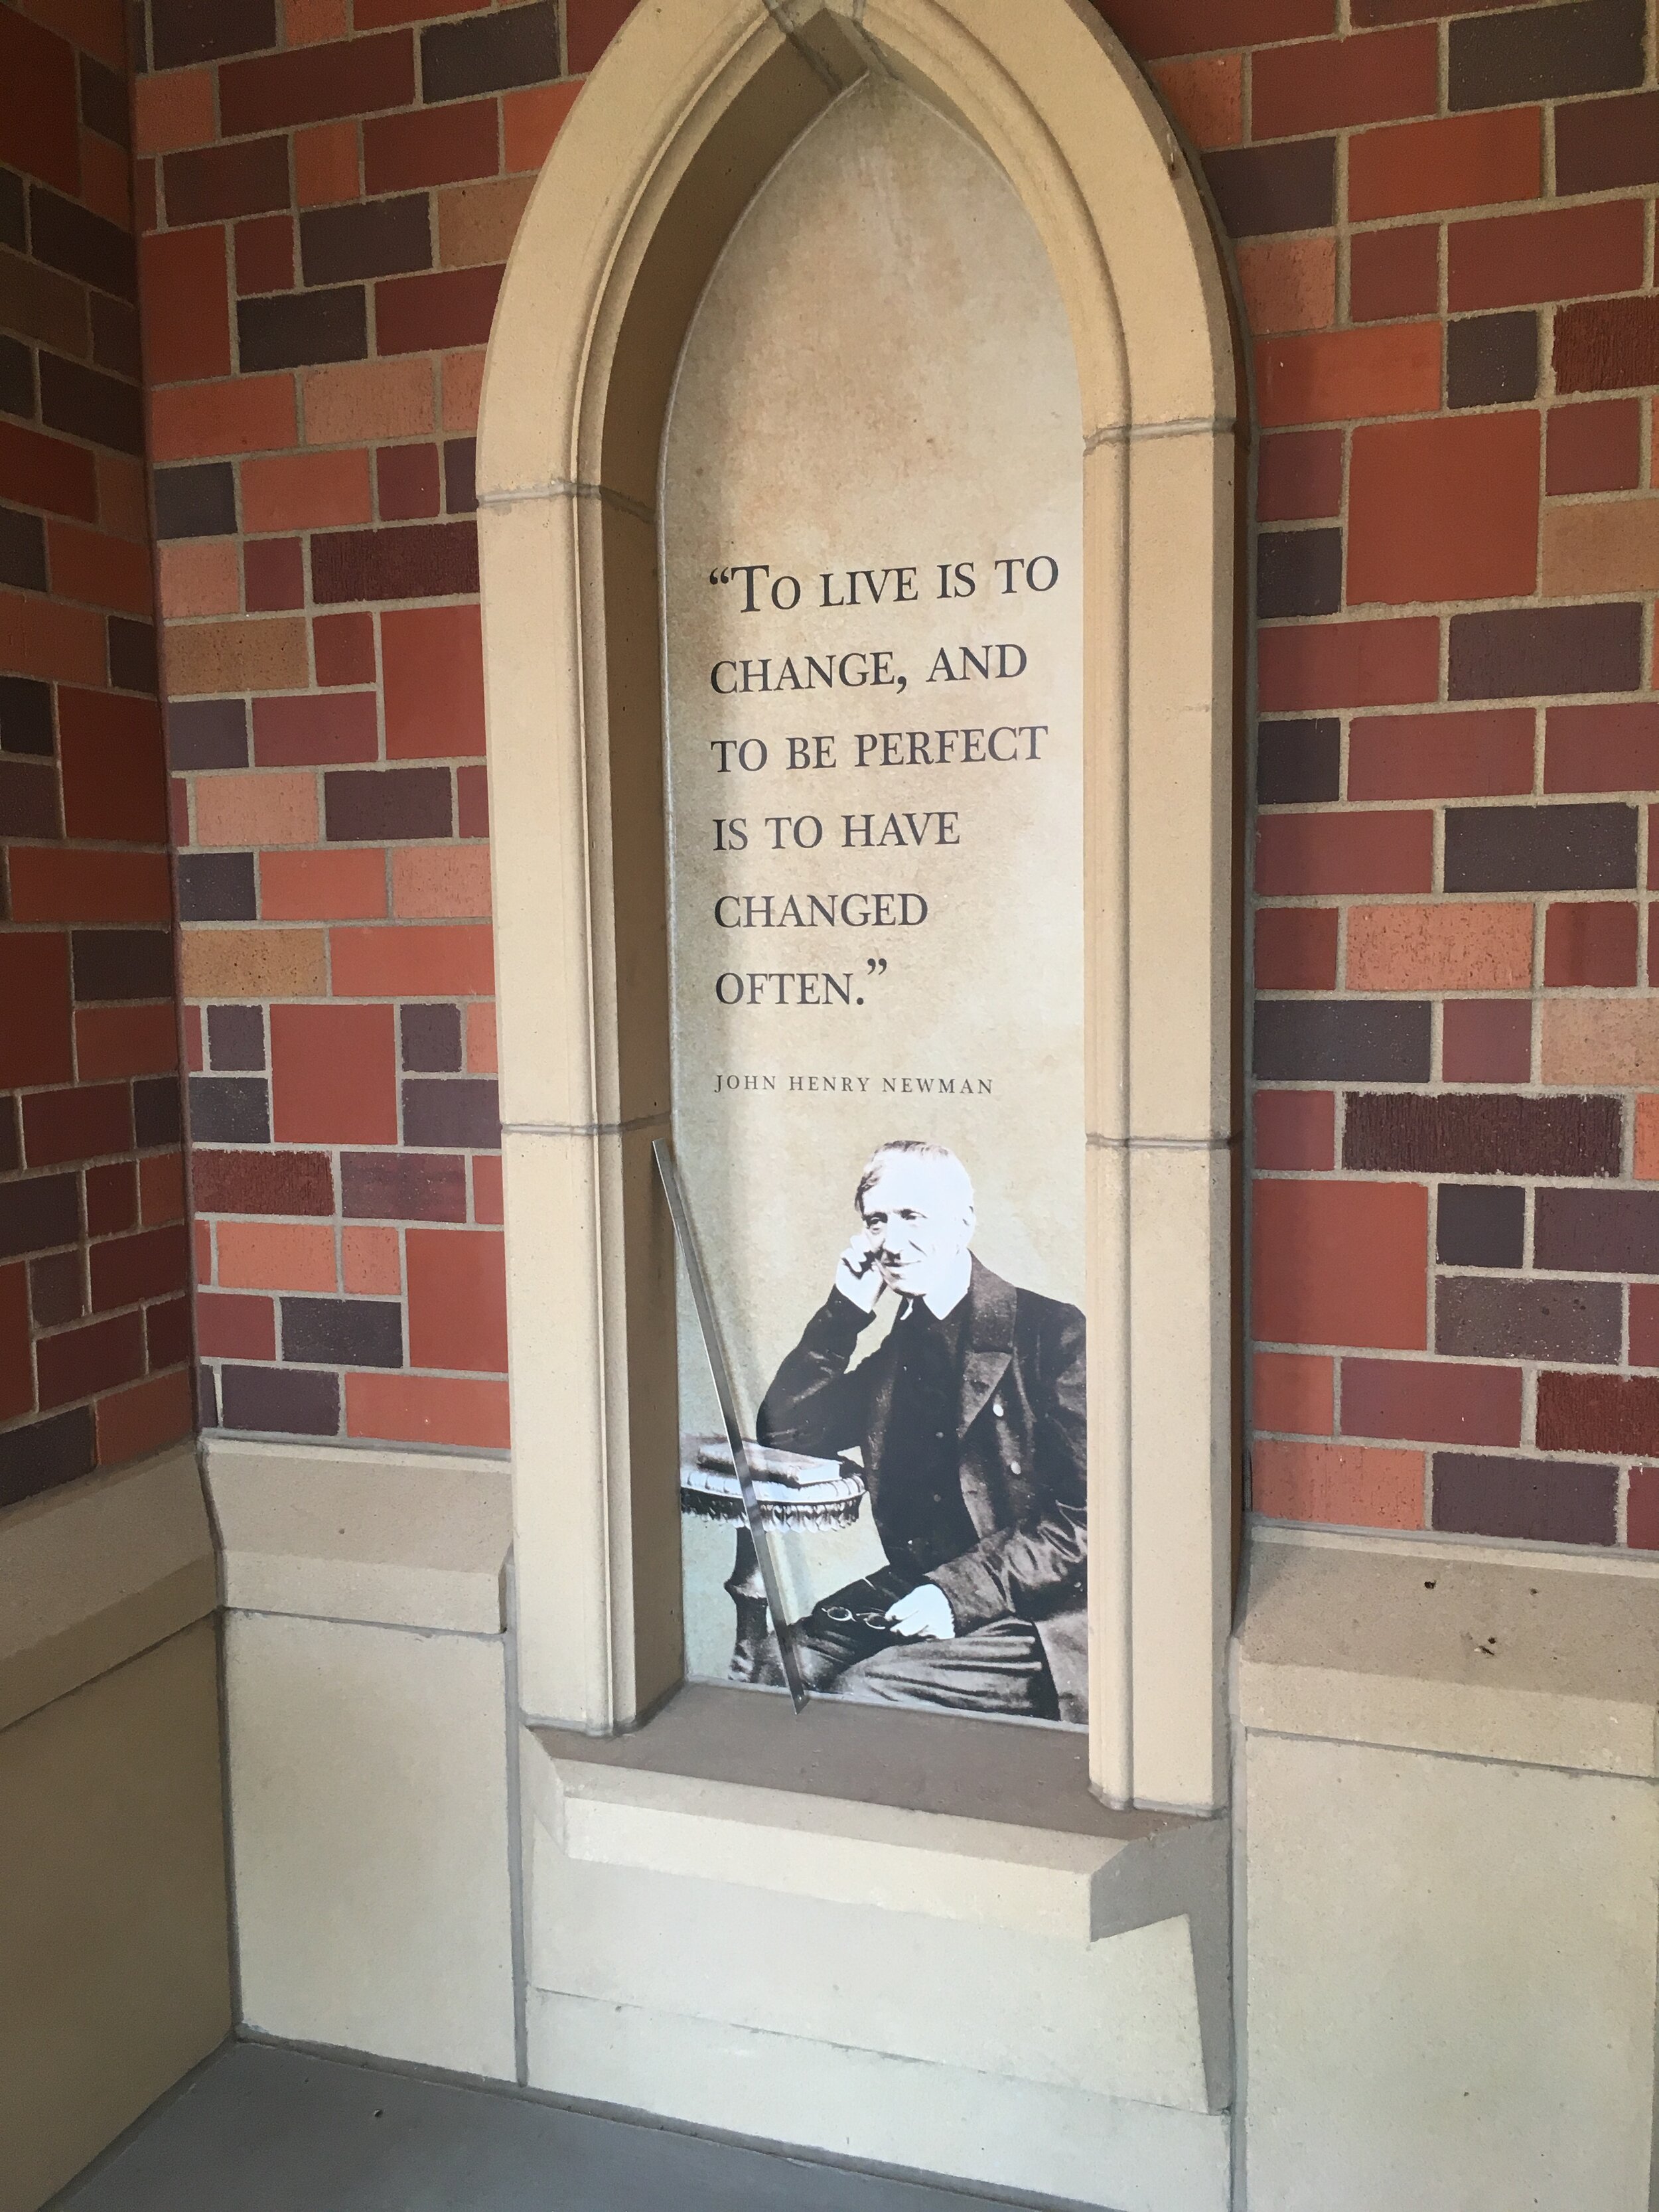 “To live is to
change, and
to be perfect
is to have
changed
often.”
JOHN HENRY NEWMAN